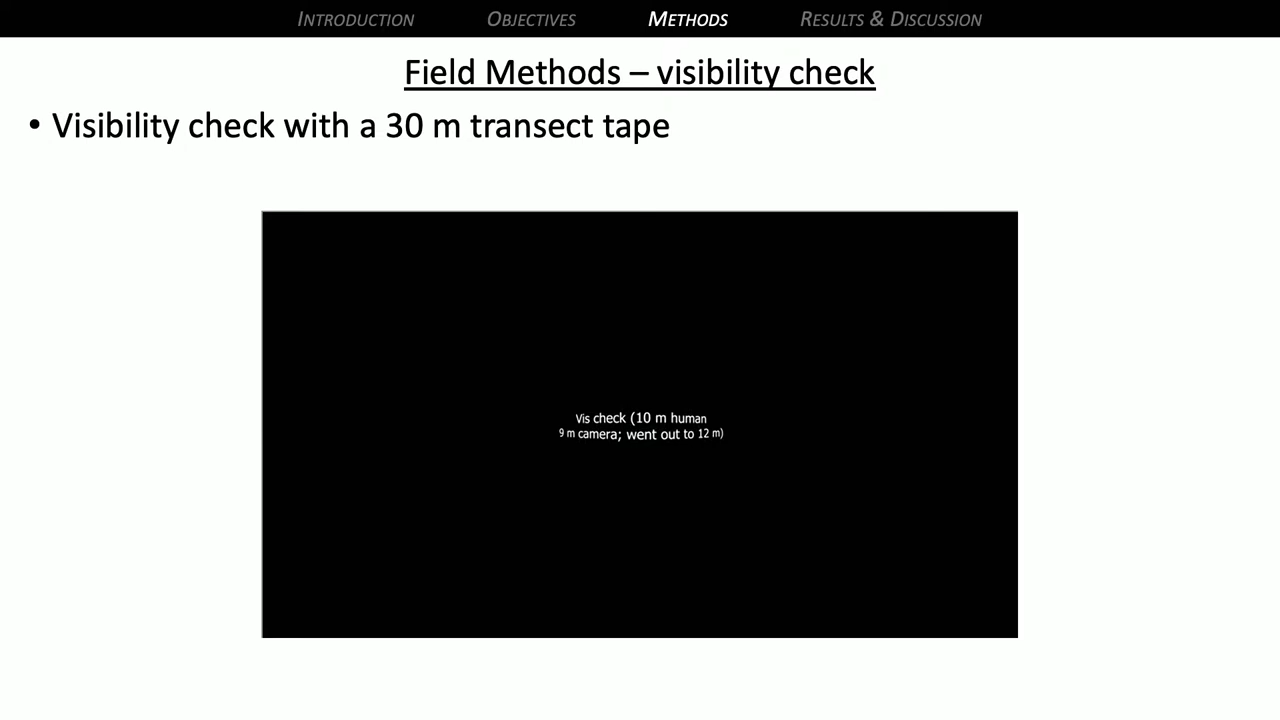 INTRODUCTION OBJECTIVES METHODS RESULTS & DISCUSSION
Field Methods – visibility check
• Visibility check with a 30 m transect tape
Vis check (10 m human
9 m camera; went out to 12 m)